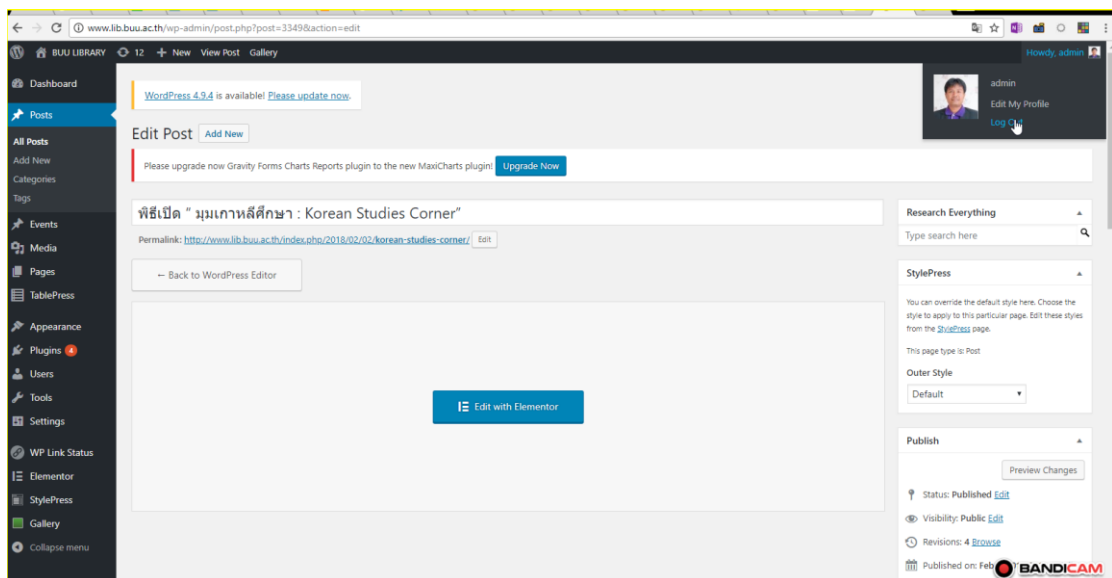 www.lib.buu.ac.th/wp-admin/post.php?post=3349&action=edit
BUU LIBRARY 12 New View Post Gallery Howdy, admin
Dashboard
Posts
All Posts
Add New
Categories
Tags
Events
Media
Pages
TablePress
Appearance
Plugins 4
Users
Tools
Settings
WP Link Status
Elementor
StylePress
Gallery
Collapse menu
admin
Edit My Profile
Log Out
WordPress 4.9.4 is available! Please update now.
Edit Post Add New
Please upgrade now Gravity Forms Charts Reports plugin to the new MaxiCharts plugin! Upgrade Now
พิธีเปิด “ มุมเกาหลีศึกษา : Korean Studies Corner”
Permalink: http://www.lib.buu.ac.th/index.php/2018/02/02/korean-studies-corner/ Edit
← Back to WordPress Editor
Edit with Elementor
Research Everything
Type search here
StylePress
You can override the default style here. Choose the
style to apply to this particular page. Edit these styles
from the StylePress page.
This page type is: Post
Outer Style
Default
Publish
Preview Changes
Status: Published Edit
Visibility: Public Edit
Revisions: 4 Browse
Published on: Feb
BANDICAM